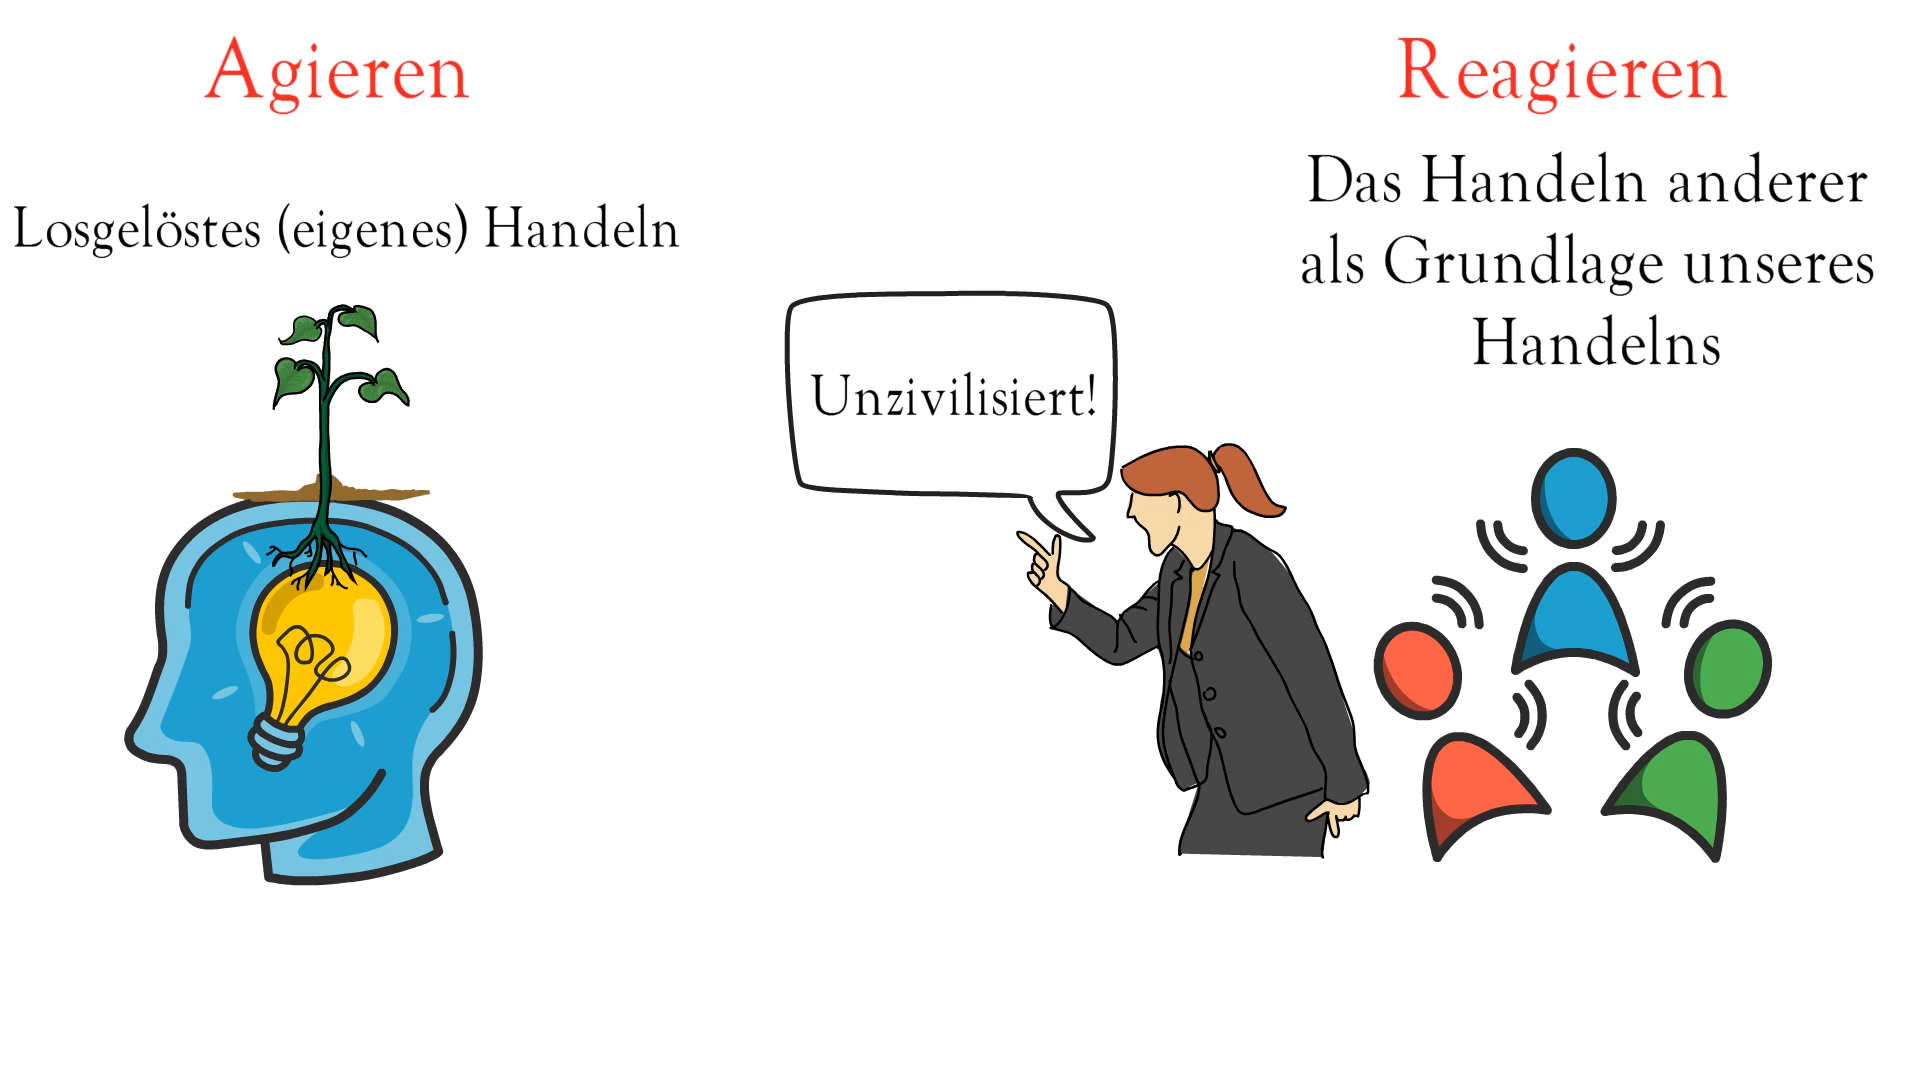 Agieren
Losgelöstes (eigenes) Handeln
Unzivilisiert!
Reagieren
Das Handeln anderer
als Grundlage unseres
Handelns